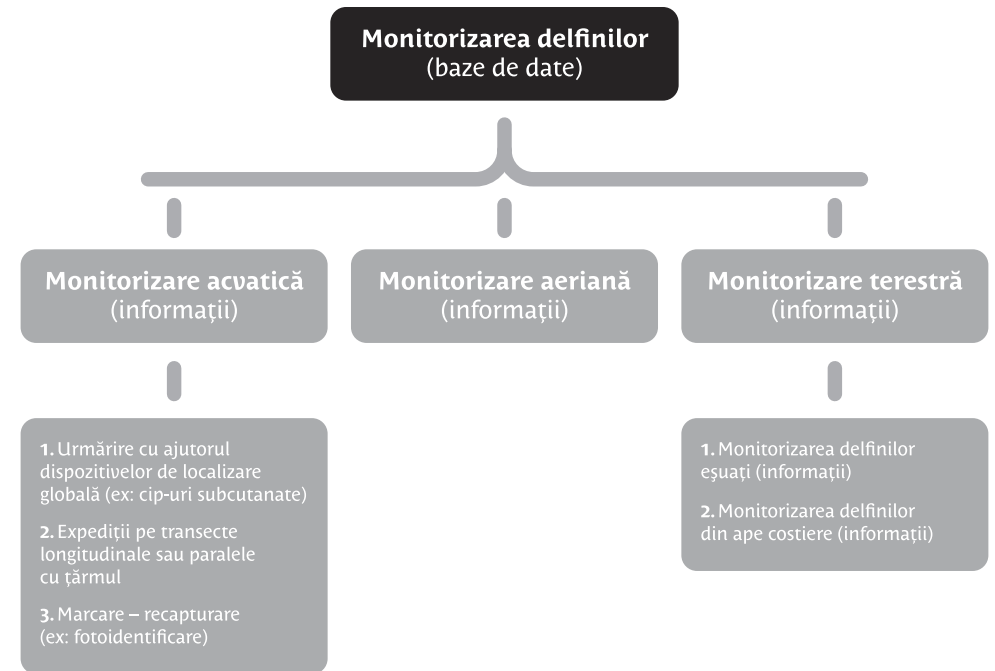 Monitorizarea delfinilor
(baze de date)
Monitorizare acvatică
(informații)
Monitorizare aeriană
(informații)
Monitorizare terestră
(informații)
1. Urmărire cu ajutorul
dispozitivelor de localizare
globală (ex: cip-uri subcutanate)
2. Expediții pe transecte
longitudinale sau paralele
cu țărmul
3. Marcare – recapturare
(ex: fotoidentificare)
1. Monitorizarea delfinilor
eșuați (informații)
2. Monitorizarea delfinilor
din ape costiere (informații)